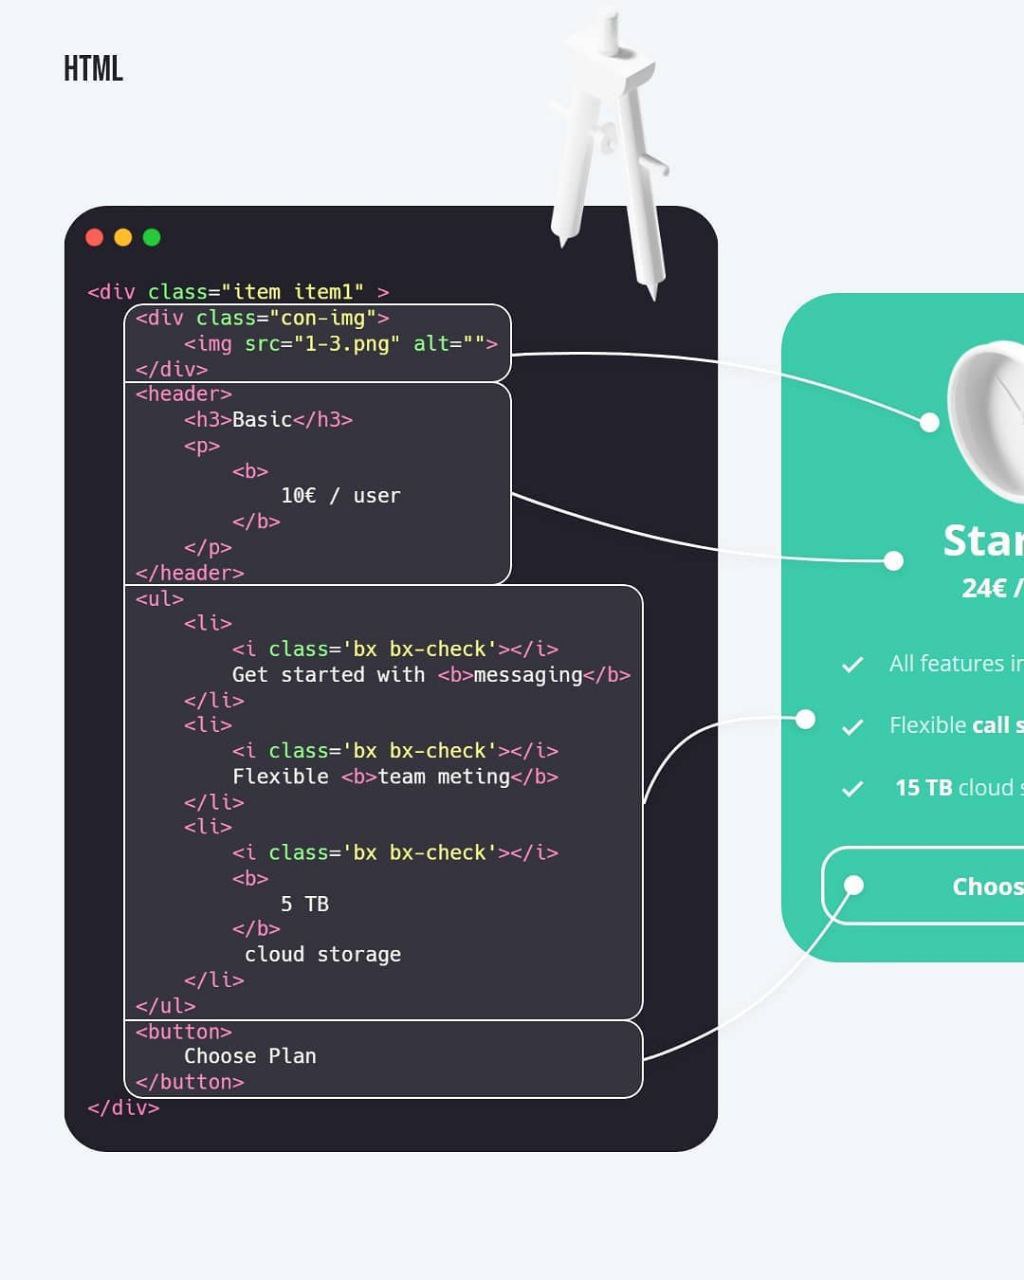 HTML
<div class="item item1" >
<div class="con-img">
<img src="1-3.png" alt="">
</div>
<header>
<h3>Basic</h3>
<p>
<b>
10€ / user
</b>
</p>
</header>
<ul>
<li>
<i class='bx bx-check'></i>
Get started with <b>messaging</b>
</li>
<li>
<i class='bx bx-check'></i>
Flexible <b>team meting</b>
</li>
<li>
<i class='bx bx-check'></i>
<b>
5 TB
</b>
cloud storage
</li>
</ul>
<button>
Choose Plan
</button>
</div>
24€ /
All features
Flexible call
15 TB cloud